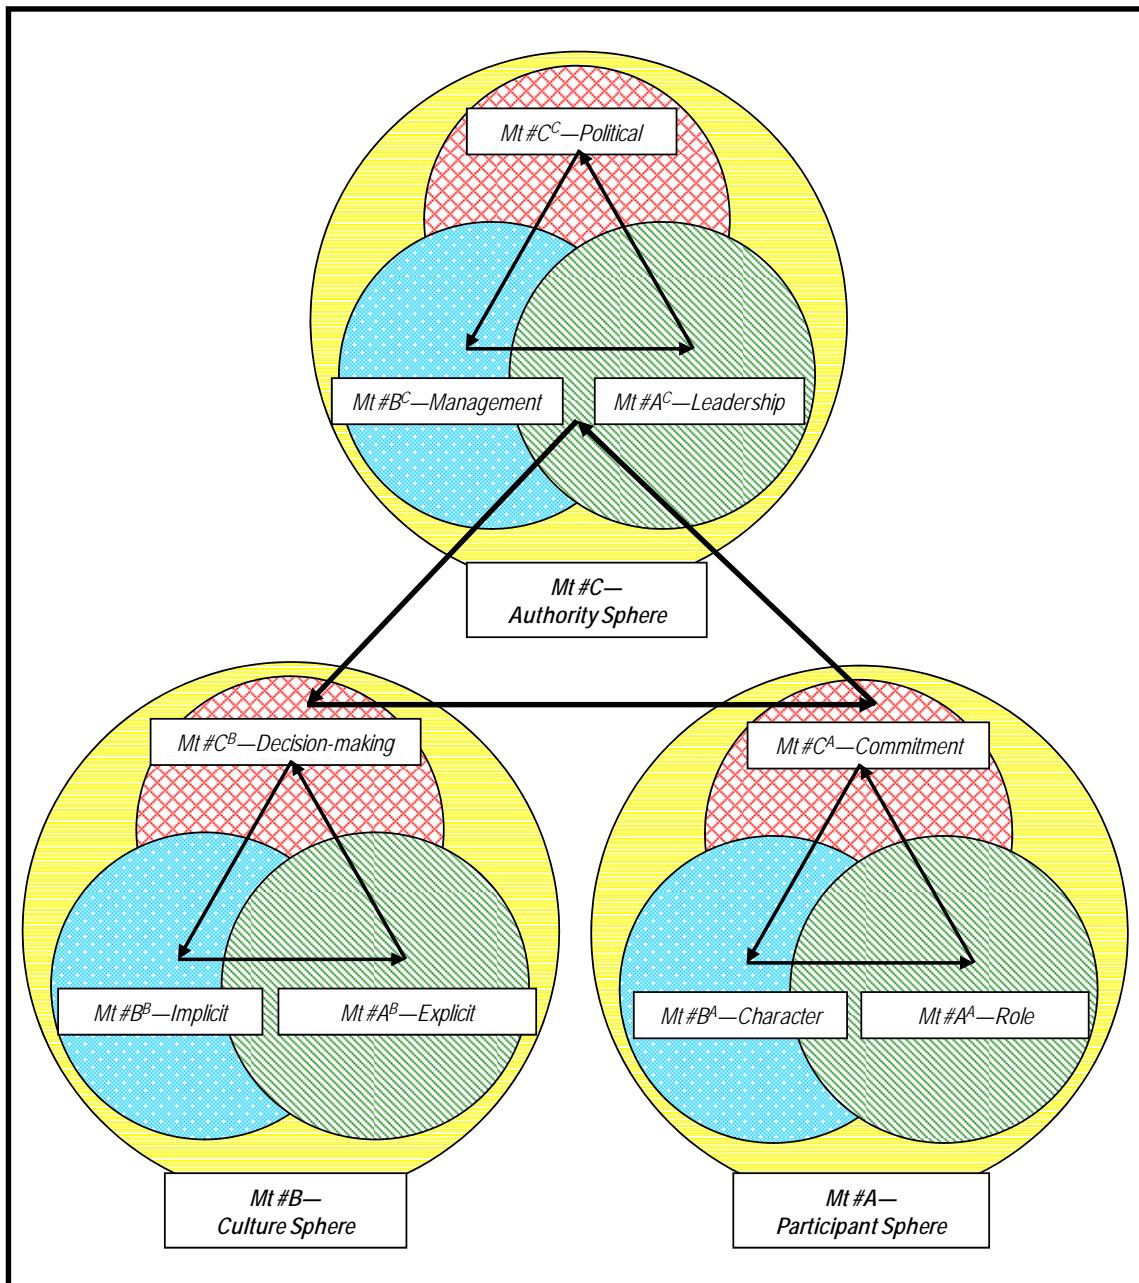 Mt #C^C—Political
Mt #B^C—Management
Mt #A^C—Leadership
Mt #C—
Authority Sphere
Mt #C^B—Decision-making
Mt #C^A—Commitment
Mt #B^B—Implicit
Mt #A^B—Explicit
Mt #B^A—Character
Mt #A^A—Role
Mt #B—
Culture Sphere
Mt #A—
Participant Sphere